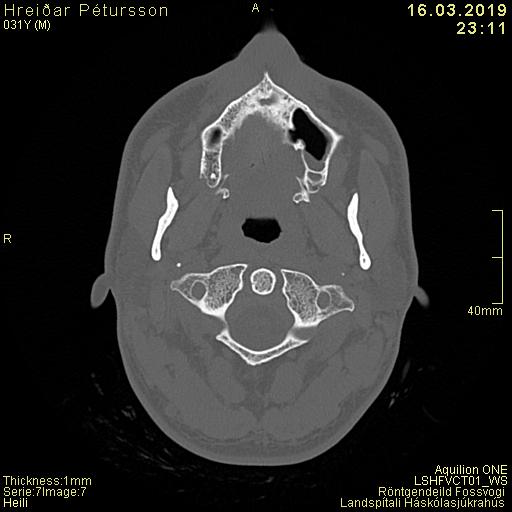 Hreiðar Pétursson
031Y (M)
A
16.03.2019
23:11
R
40mm
Thickness:1mm
Serie:7Image:7
Heili
Aquilion ONE
LSHFVCT01_WS
Röntgendeild Fossvogi
Landspítali Háskólasjúkrahús